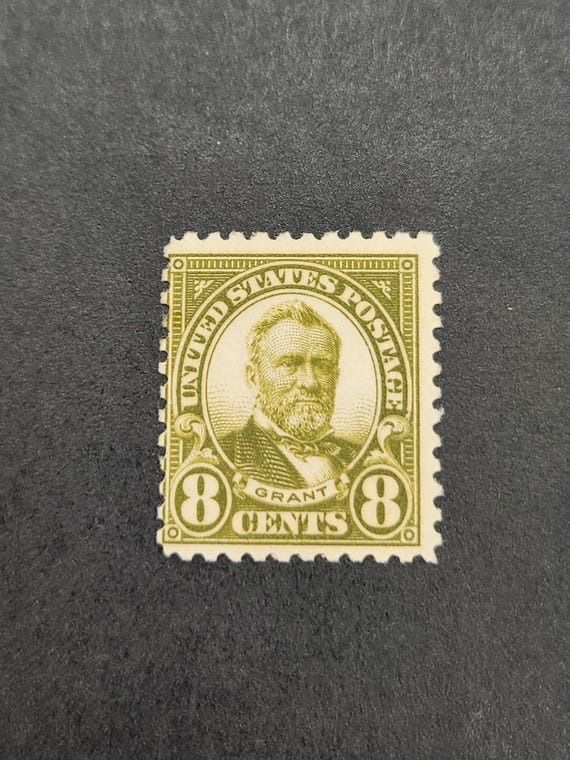 UNITED STATES POSTAGE
GRANT
8 CENTS 8